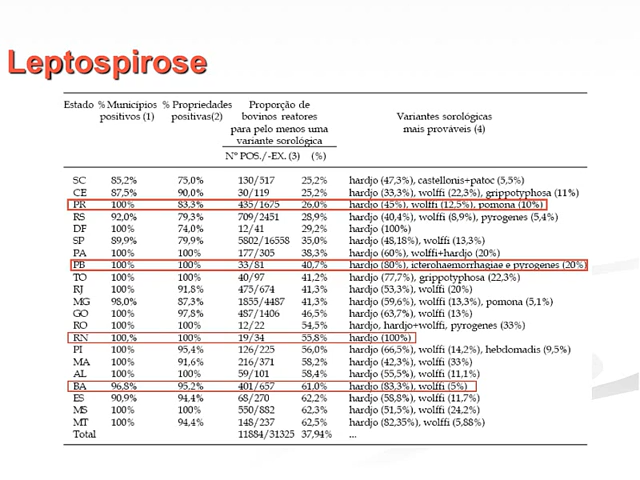 Leptospirose
Estado % Municípios % Propriedades Proporção de
positivos (1) positivas(2) bovinos reatores Variantes sorológicas
para pelo menos uma mais prováveis (4)
variante sorológica
Nº POS./-EX. (3) (%)
SC 85,2% 75,0% 130/517 25,2% hardjo (47,3%), castellonis+patoc (5,5%)
CE 87,5% 90,0% 30/119 25,2% hardjo (33,3%), wolffi (22,3%), grippotyphosa (11%)
PR 100% 83,3% 435/1675 26,0% hardjo (45%), wolffi (12,5%), pomona (10%)
RS 92,0% 79,3% 709/2451 28,9% hardjo (40,4%), wolffi (8,9%), pyrogenes (5,4%)
DF 100% 74,0% 12/41 29,2% hardjo (100%)
SP 89,9% 79,9% 5802/16558 35,0% hardjo (48,18%), wolffi (13,3%)
PA 100% 100% 177/305 38,3% hardjo (60%), wolffi+hardjo (20%)
PB 100% 100% 33/81 40,7% hardjo (80%), icterohaemorrhagiae e pyrogenes (20%)
TO 100% 100% 40/97 41,2% hardjo (77,7%), grippotyphosa (22,3%)
RJ 100% 91,8% 475/674 41,3% hardjo (53,3%), wolffi (20%)
MG 98,0% 87,3% 1855/4487 41,3% hardjo (59,6%), wolffi (13,3%), pomona (5,1%)
GO 100% 97,8% 487/1406 46,5% hardjo (63,7%), wolffi (13%)
RO 100% 100% 12/22 54,5% hardjo, hardjo+wolffi, pyrogenes (33%)
RN 100,% 100% 19/34 55,8% hardjo (100%)
PI 100% 95,4% 126/225 56,0% hardjo (66,5%), wolffi (14,2%), hebdomadis (9,5%)
MA 100% 91,6% 216/371 58,2% hardjo (42,3%), wolffi (33%)
AL 100% 100% 59/101 58,4% hardjo (55,5%), wolffi (11,1%)
BA 96,8% 95,2% 401/657 61,0% hardjo (83,3%), wolffi (5%)
ES 90,9% 94,4% 68/270 62,2% hardjo (58,8%), wolffi (11,7%)
MS 100% 100% 550/882 62,3% hardjo (51,5%), wolffi (24,2%)
MT 100% 94,4% 148/237 62,5% hardjo (82,35%), wolffi (5,88%)
Total 11884/31325 37,94% ...